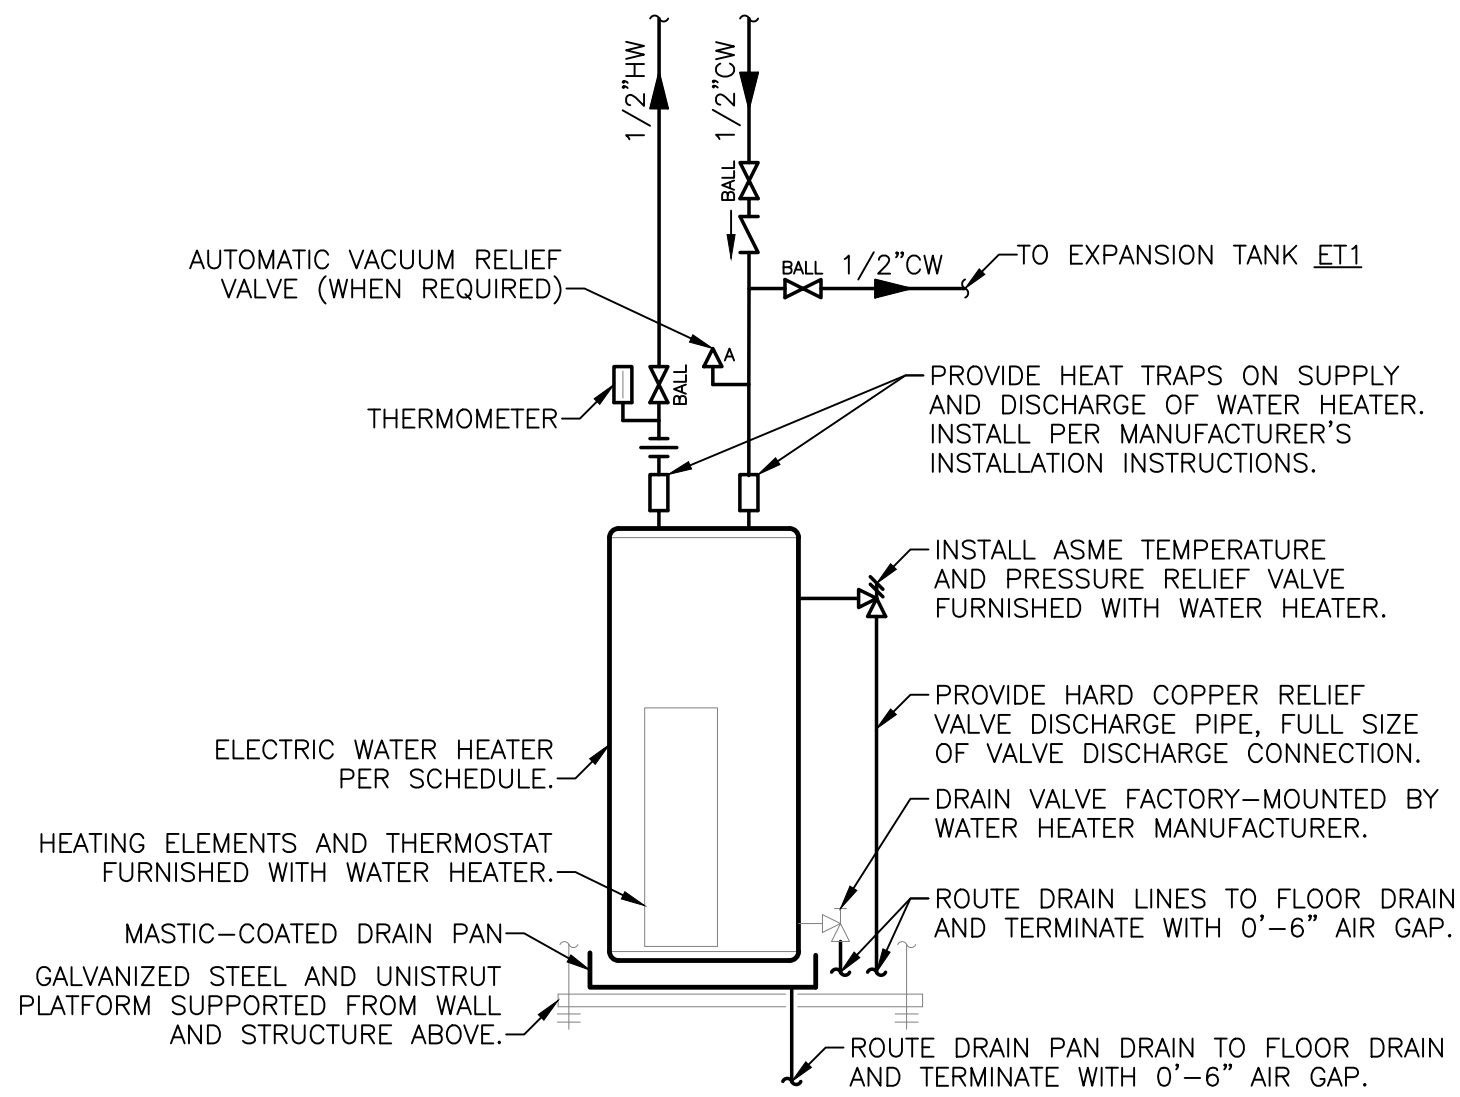 1/2"HW
1/2"CW
BALL
AUTOMATIC VACUUM RELIEF
VALVE (WHEN REQUIRED)
BALL
1/2"CW
TO EXPANSION TANK ET1
A
THERMOMETER
BALL
PROVIDE HEAT TRAPS ON SUPPLY
AND DISCHARGE OF WATER HEATER.
INSTALL PER MANUFACTURER'S
INSTALLATION INSTRUCTIONS.
INSTALL ASME TEMPERATURE
AND PRESSURE RELIEF VALVE
FURNISHED WITH WATER HEATER.
PROVIDE HARD COPPER RELIEF
VALVE DISCHARGE PIPE, FULL SIZE
OF VALVE DISCHARGE CONNECTION.
ELECTRIC WATER HEATER
PER SCHEDULE.
DRAIN VALVE FACTORY-MOUNTED BY
WATER HEATER MANUFACTURER.
HEATING ELEMENTS AND THERMOSTAT
FURNISHED WITH WATER HEATER.
ROUTE DRAIN LINES TO FLOOR DRAIN
AND TERMINATE WITH 0'-6" AIR GAP.
MASTIC-COATED DRAIN PAN
GALVANIZED STEEL AND UNISTRUT
PLATFORM SUPPORTED FROM WALL
AND STRUCTURE ABOVE.
ROUTE DRAIN PAN DRAIN TO FLOOR DRAIN
AND TERMINATE WITH 0'-6" AIR GAP.